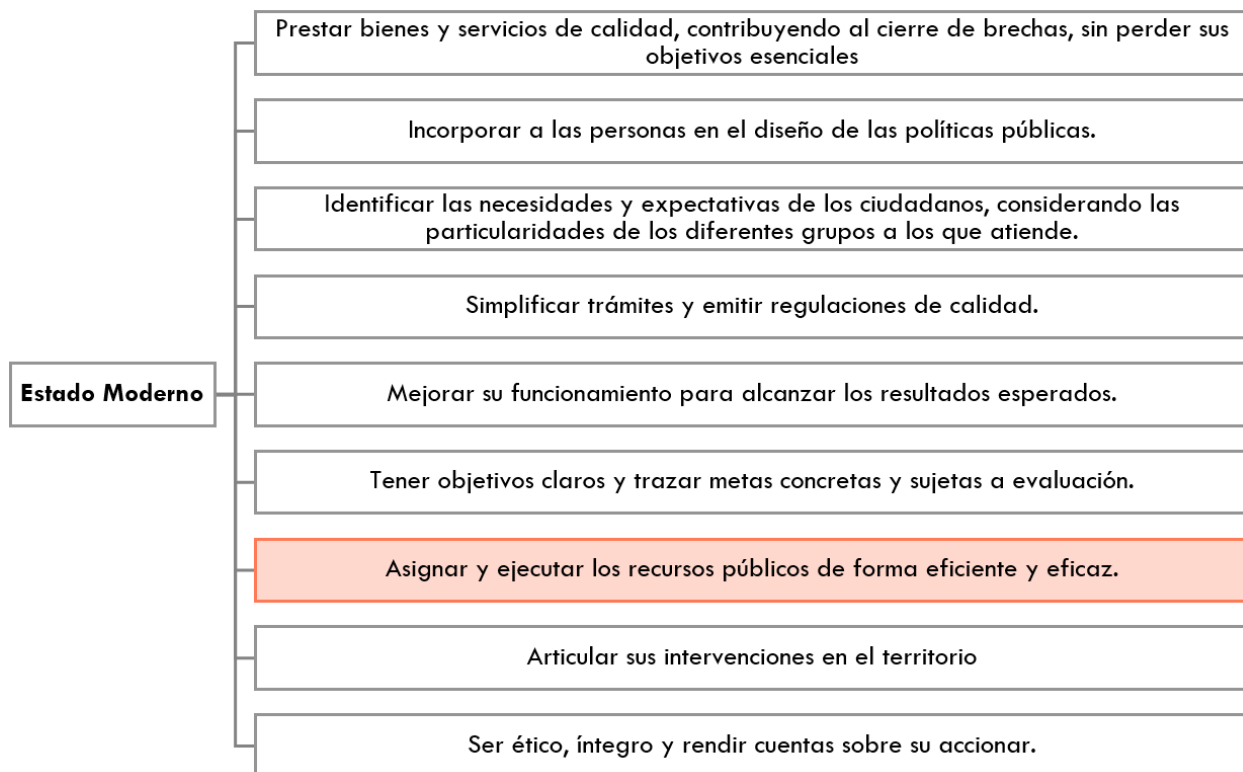 Prestar bienes y servicios de calidad, contribuyendo al cierre de brechas, sin perder sus
objetivos esenciales
Incorporar a las personas en el diseño de las políticas públicas.
Identificar las necesidades y expectativas de los ciudadanos, considerando las
particularidades de los diferentes grupos a los que atiende.
Simplificar trámites y emitir regulaciones de calidad.
Estado Moderno
Mejorar su funcionamiento para alcanzar los resultados esperados.
Tener objetivos claros y trazar metas concretas y sujetas a evaluación.
Asignar y ejecutar los recursos públicos de forma eficiente y eficaz.
Articular sus intervenciones en el territorio
Ser ético, íntegro y rendir cuentas sobre su accionar.